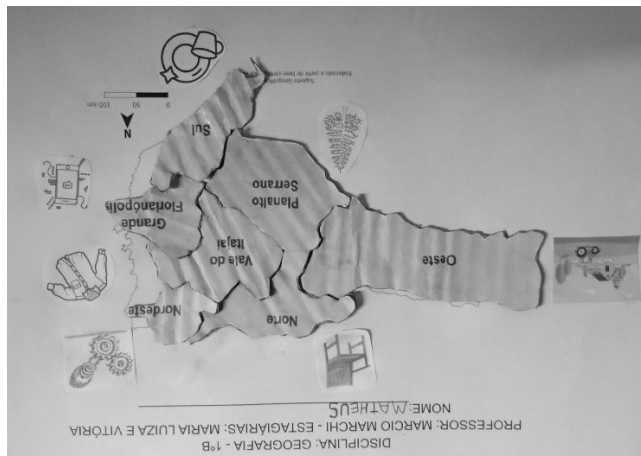 DISCIPLINA: GEOGRAFIA - 1ºB
PROFESSOR: MARCIO MARCHI - ESTAGIÁRIAS: MARIA LUIZA E VITÓRIA
NOME: MATHEUS
Norte
Nordeste
Oeste
Vale do
Itajaí
Grande
Florianópolis
Planalto
Serrano
Sul
N
0 50 100 km